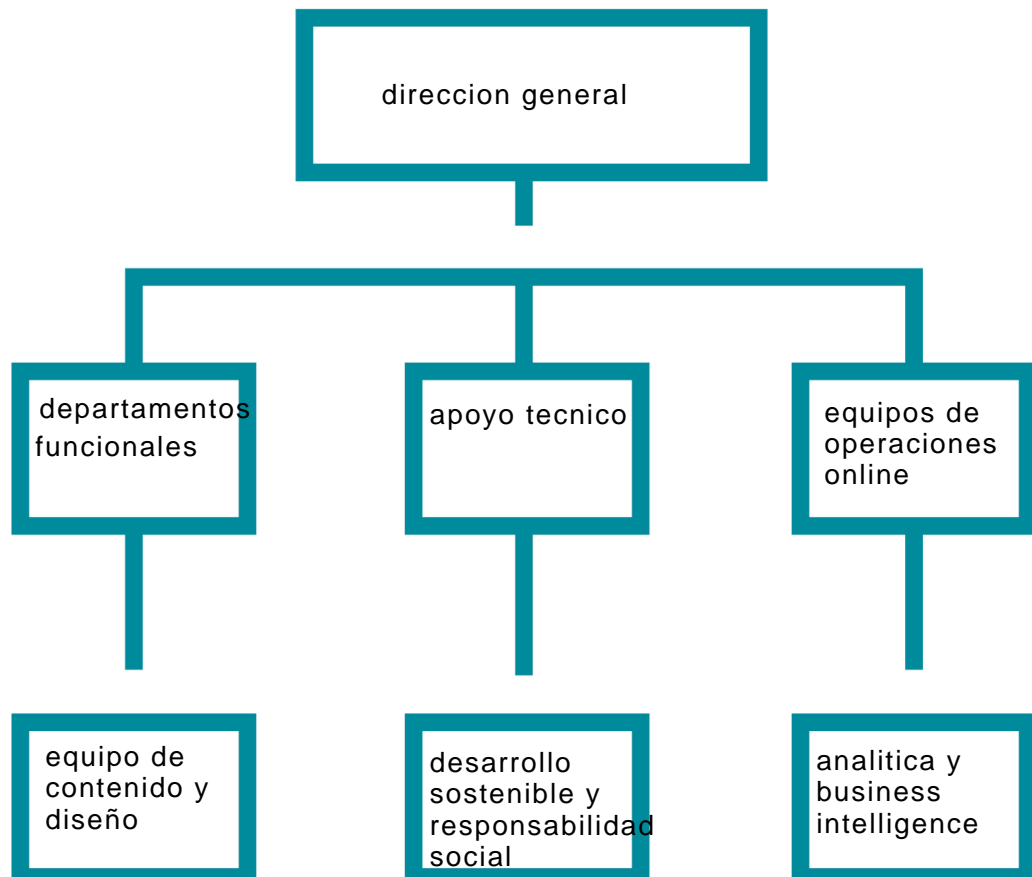 direccion general
departamentos
funcionales
apoyo tecnico
equipos de
operaciones
online
equipo de
contenido y
diseño
desarrollo
sostenible y
responsabilidad
social
analitica y
business
intelligence